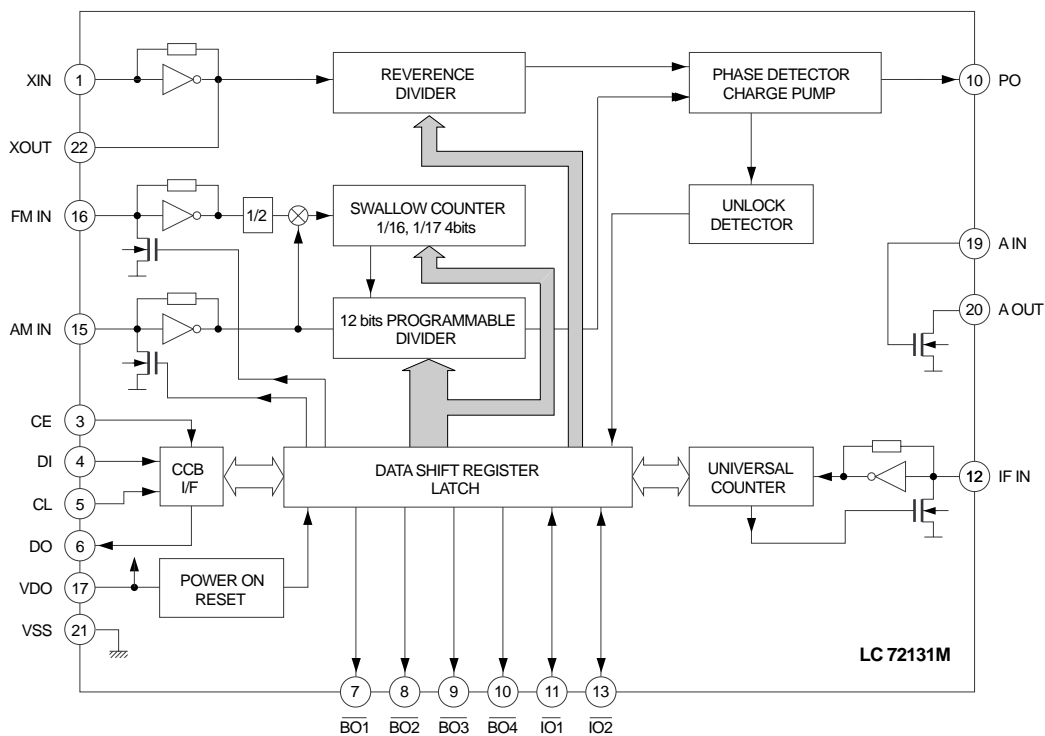 XIN
1
REVERENCE
DIVIDER
PHASE DETECTOR
CHARGE PUMP
10
PO
XOUT
22
FM IN
16
1/2
SWALLOW COUNTER
1/16, 1/17 4bits
UNLOCK
DETECTOR
19
A IN
20
A OUT
AM IN
15
12 bits PROGRAMMABLE
DIVIDER
CE
3
DI
4
CL
5
DO
6
CCB
I/F
DATA SHIFT REGISTER
LATCH
UNIVERSAL
COUNTER
12
IF IN
VDO
17
POWER ON
RESET
VSS
21
LC 72131M
7
8
9
10
11
13
BO1
BO2
BO3
BO4
IO1
IO2